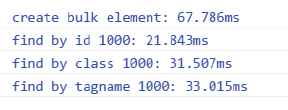 create bulk element: 67.786ms
find by id 1000: 21.843ms
find by class 1000: 31.507ms
find by tagname 1000: 33.015ms